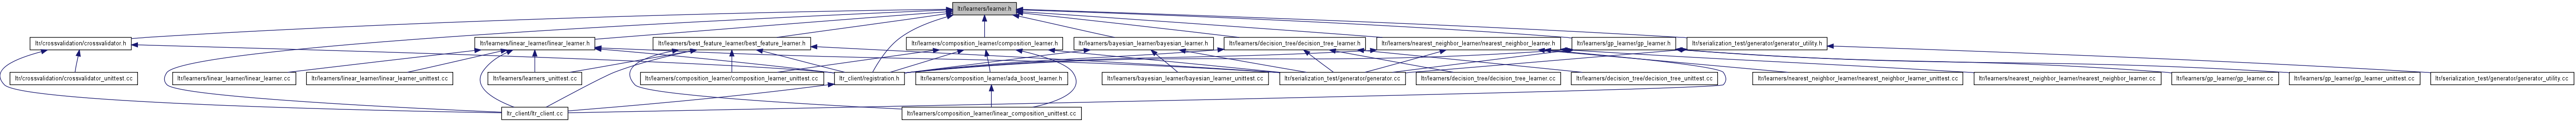 ltr/learners/learner.h
ltr/crossvalidation/crossvalidator.h
ltr/learners/linear_learner/linear_learner.h
ltr/learners/best_feature_learner/best_feature_learner.h
ltr/learners/composition_learner/composition_learner.h
ltr/learners/bayesian_learner/bayesian_learner.h
ltr/learners/decision_tree/decision_tree_learner.h
ltr/learners/nearest_neighbor_learner/nearest_neighbor_learner.h
ltr/learners/gp_learner/gp_learner.h
ltr/serialization_test/generator/generator_utility.h
ltr/crossvalidation/crossvalidator_unittest.cc
ltr/learners/linear_learner/linear_learner.cc
ltr/learners/linear_learner/linear_learner_unittest.cc
ltr/learners/learners_unittest.cc
ltr/learners/composition_learner/composition_learner_unittest.cc
ltr_client/registration.h
ltr/learners/composition_learner/ada_boost_learner.h
ltr/learners/bayesian_learner/bayesian_learner_unittest.cc
ltr/serialization_test/generator/generator.cc
ltr/learners/decision_tree/decision_tree_learner.cc
ltr/learners/decision_tree/decision_tree_unittest.cc
ltr/learners/nearest_neighbor_learner/nearest_neighbor_learner_unittest.cc
ltr/learners/nearest_neighbor_learner/nearest_neighbor_learner.cc
ltr/learners/gp_learner/gp_learner.cc
ltr/learners/gp_learner/gp_learner_unittest.cc
ltr/serialization_test/generator/generator_utility.cc
ltr_client/ltr_client.cc
ltr/learners/composition_learner/linear_composition_unittest.cc